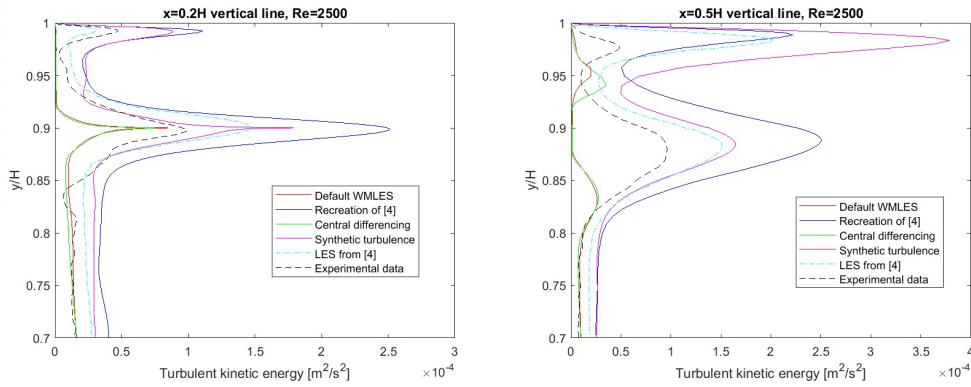 x=0.2H vertical line, Re=2500
1
0.95
0.9
0.85
0.8
0.75
0.7
y/H
Default WMLES
Recreation of [4]
Central differencing
Synthetic turbulence
LES from [4]
Experimental data
0 0.5 1 1.5 2 2.5 3
Turbulent kinetic energy [m²/s²] ×10⁻⁴
x=0.5H vertical line, Re=2500
1
0.95
0.9
0.85
0.8
0.75
0.7
y/H
Default WMLES
Recreation of [4]
Central differencing
Synthetic turbulence
LES from [4]
Experimental data
0 0.5 1 1.5 2 2.5 3 3.5 4
Turbulent kinetic energy [m²/s²] ×10⁻⁴